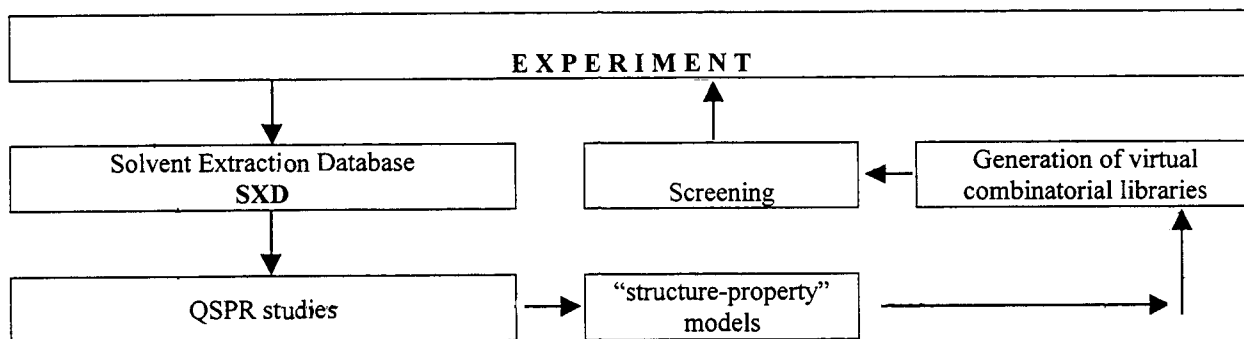 EXPERIMENT
Solvent Extraction Database
SXD
Screening
Generation of virtual
combinatorial libraries
QSPR studies
"structure-property"
models